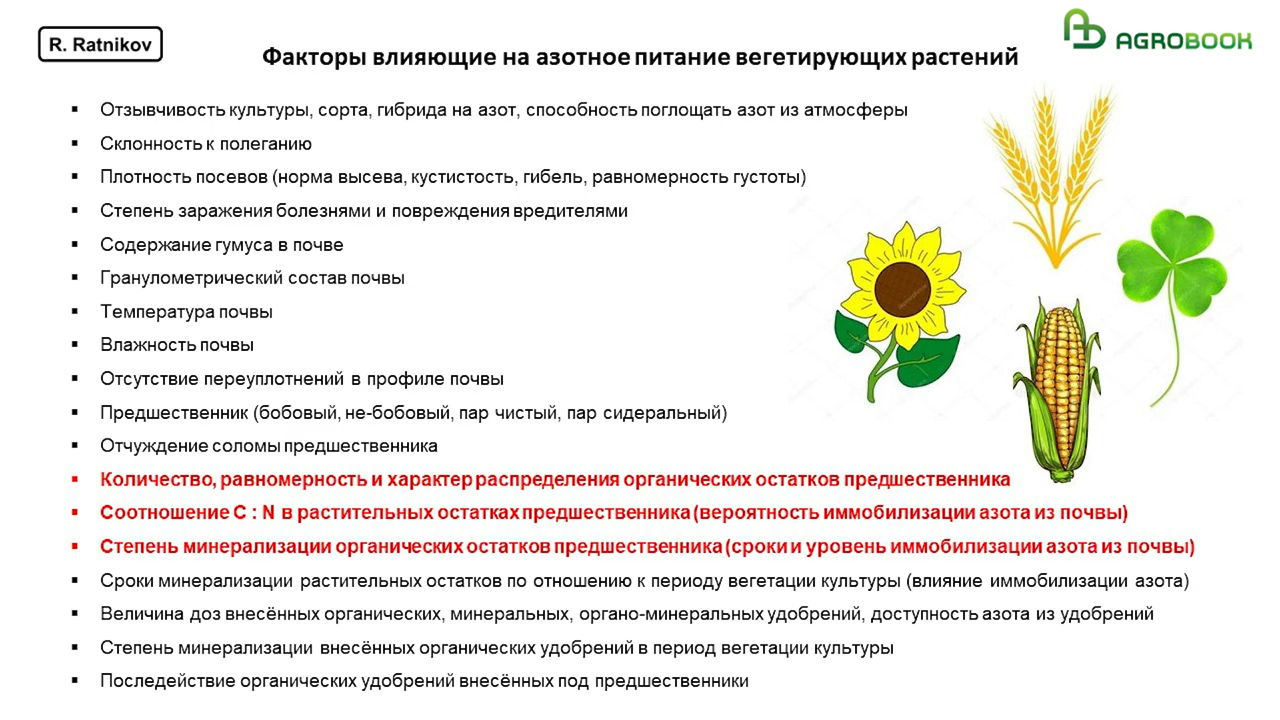 R. Ratnikov
AGROBOOK
Факторы влияющие на азотное питание вегетирующих растений
▪ Отзывчивость культуры, сорта, гибрида на азот, способность поглощать азот из атмосферы
▪ Склонность к полеганию
▪ Плотность посевов (норма высева, кустистость, гибель, равномерность густоты)
▪ Степень заражения болезнями и повреждения вредителями
▪ Содержание гумуса в почве
▪ Гранулометрический состав почвы
▪ Температура почвы
▪ Влажность почвы
▪ Отсутствие переуплотнений в профиле почвы
▪ Предшественник (бобовый, не-бобовый, пар чистый, пар сидеральный)
▪ Отчуждение соломы предшественника
▪ Количество, равномерность и характер распределения органических остатков предшественника
▪ Соотношение C : N в растительных остатках предшественника (вероятность иммобилизации азота из почвы)
▪ Степень минерализации органических остатков предшественника (сроки и уровень иммобилизации азота из почвы)
▪ Сроки минерализации растительных остатков по отношению к периоду вегетации культуры (влияние иммобилизации азота)
▪ Величина доз внесённых органических, минеральных, органо-минеральных удобрений, доступность азота из удобрений
▪ Степень минерализации внесённых органических удобрений в период вегетации культуры
▪ Последействие органических удобрений внесённых под предшественники